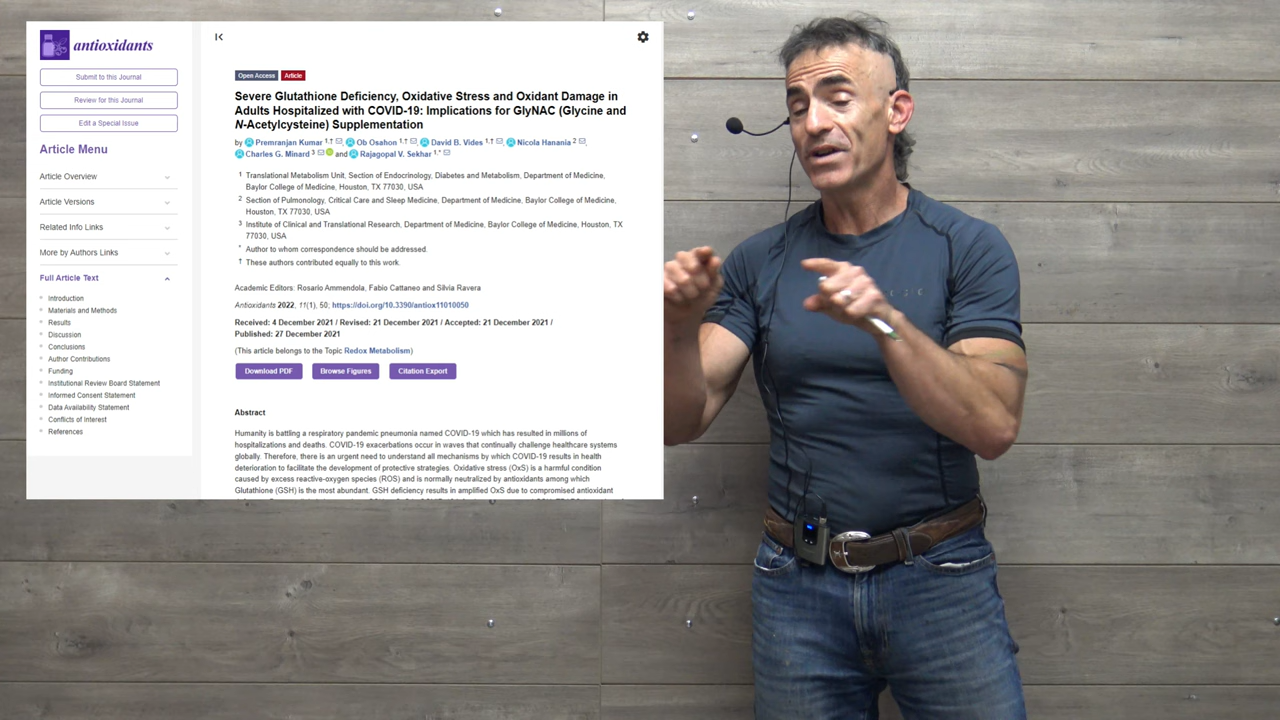 antioxidants
Submit to this Journal
Review for this Journal
Edit a Special Issue
Article Menu
Article Overview
Article Versions
Related Info Links
More by Authors Links
Full Article Text
Introduction
Materials and Methods
Results
Discussion
Conclusions
Author Contributions
Funding
Institutional Review Board Statement
Informed Consent Statement
Data Availability Statement
Conflicts of Interest
References
Open Access Article
Severe Glutathione Deficiency, Oxidative Stress and Oxidant Damage in
Adults Hospitalized with COVID-19: Implications for GlyNAC (Glycine and
N-Acetylcysteine) Supplementation
by Premranjan Kumar 1,†, Ob Osahon 1,†, David B. Vides 1,†, Nicola Hanania 2,
Charles G. Minard 3 and Rajagopal V. Sekhar 1,*
1 Translational Metabolism Unit, Section of Endocrinology, Diabetes and Metabolism, Department of Medicine,
Baylor College of Medicine, Houston, TX 77030, USA
2 Section of Pulmonology, Critical Care and Sleep Medicine, Department of Medicine, Baylor College of Medicine,
Houston, TX 77030, USA
3 Institute of Clinical and Translational Research, Department of Medicine, Baylor College of Medicine, Houston, TX
77030, USA
* Author to whom correspondence should be addressed.
† These authors contributed equally to this work.
Academic Editors: Rosario Ammendola, Fabio Cattaneo and Silvia Ravera
Antioxidants 2022, 11(1), 50; https://doi.org/10.3390/antiox11010050
Received: 4 December 2021 / Revised: 21 December 2021 / Accepted: 21 December 2021 /
Published: 27 December 2021
(This article belongs to the Topic Redox Metabolism)
Download PDF Browse Figures Citation Export
Abstract
Humanity is battling a respiratory pandemic pneumonia named COVID-19 which has resulted in millions of
hospitalizations and deaths. COVID-19 exacerbations occur in waves that continually challenge healthcare systems
globally. Therefore, there is an urgent need to understand all mechanisms by which COVID-19 results in health
deterioration to facilitate the development of protective strategies. Oxidative stress (OxS) is a harmful condition
caused by excess reactive-oxygen species (ROS) and is normally neutralized by antioxidants among which
Glutathione (GSH) is the most abundant. GSH deficiency results in amplified OxS due to compromised antioxidant